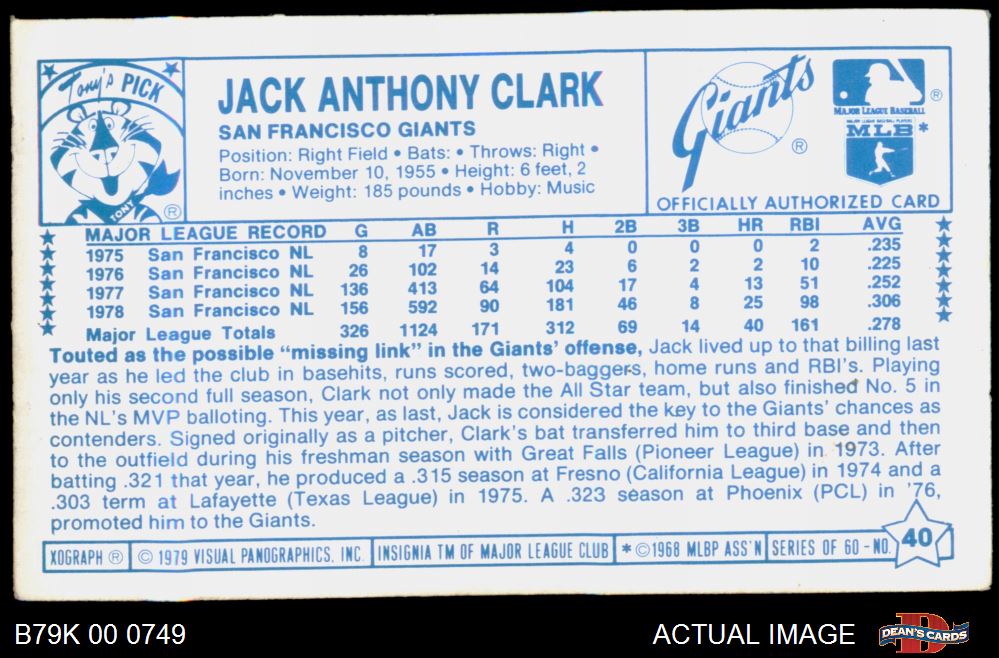 Tony's PICK
TONY
®
JACK ANTHONY CLARK
SAN FRANCISCO GIANTS
Position: Right Field • Bats: • Throws: Right •
Born: November 10, 1955 • Height: 6 feet, 2
inches • Weight: 185 pounds • Hobby: Music
Giants
®
MAJOR LEAGUE BASEBALL
®
MAJOR LEAGUE BASEBALL PLAYERS
MLB*
OFFICIALLY AUTHORIZED CARD
MAJOR LEAGUE RECORD G AB R H 2B 3B HR RBI AVG
1975 San Francisco NL 8 17 3 4 0 0 0 2 .235
1976 San Francisco NL 26 102 14 23 6 2 2 10 .225
1977 San Francisco NL 136 413 64 104 17 4 13 51 .252
1978 San Francisco NL 156 592 90 181 46 8 25 98 .306
Major League Totals 326 1124 171 312 69 14 40 161 .278
Touted as the possible “missing link” in the Giants’ offense, Jack lived up to that billing last
year as he led the club in basehits, runs scored, two-baggers, home runs and RBI’s. Playing
only his second full season, Clark not only made the All Star team, but also finished No. 5 in
the NL’s MVP balloting. This year, as last, Jack is considered the key to the Giants’ chances as
contenders. Signed originally as a pitcher, Clark’s bat transferred him to third base and then
to the outfield during his freshman season with Great Falls (Pioneer League) in 1973. After
batting .321 that year, he produced a .315 season at Fresno (California League) in 1974 and a
.303 term at Lafayette (Texas League) in 1975. A .323 season at Phoenix (PCL) in ’76,
promoted him to the Giants.
XOGRAPH ® © 1979 VISUAL PANOGRAPHICS, INC. INSIGNIA TM OF MAJOR LEAGUE CLUB * ©1968 MLBP ASS'N SERIES OF 60 - NO. 40
B79K 00 0749
ACTUAL IMAGE
DEAN'S CARDS